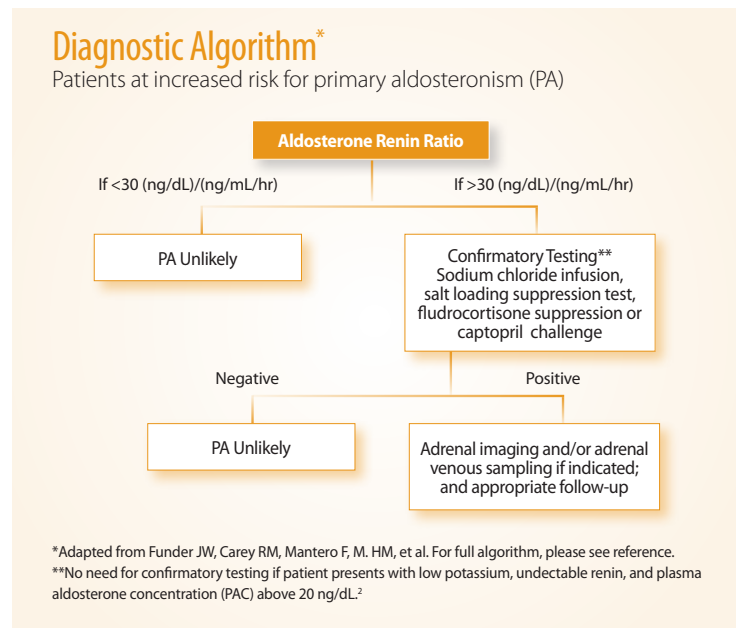 Diagnostic Algorithm*
Patients at increased risk for primary aldosteronism (PA)
Aldosterone Renin Ratio
If <30 (ng/dL)/(ng/mL/hr)
If >30 (ng/dL)/(ng/mL/hr)
PA Unlikely
Confirmatory Testing**
Sodium chloride infusion,
salt loading suppression test,
fludrocortisone suppression or
captopril challenge
Negative
Positive
PA Unlikely
Adrenal imaging and/or adrenal
venous sampling if indicated;
and appropriate follow-up
*Adapted from Funder JW, Carey RM, Mantero F, M. HM, et al. For full algorithm, please see reference.
**No need for confirmatory testing if patient presents with low potassium, undectable renin, and plasma
aldosterone concentration (PAC) above 20 ng/dL.2